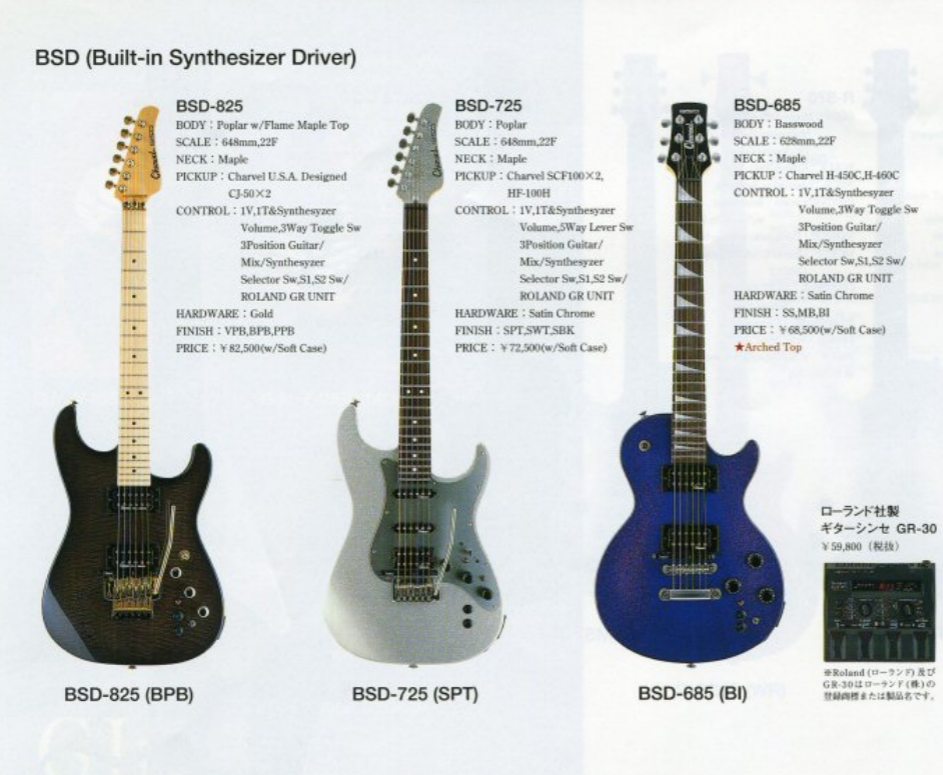 BSD (Built-in Synthesizer Driver)
BSD-825
BODY：Poplar w/Flame Maple Top
SCALE：648mm,22F
NECK：Maple
PICKUP：Charvel U.S.A. Designed
CJ-50×2
CONTROL：1V,1T&Synthesyzer
Volume,3Way Toggle Sw
3Position Guitar/
Mix/Synthesyzer
Selector Sw,S1,S2 Sw/
ROLAND GR UNIT
HARDWARE：Gold
FINISH：VPB,BPB,PPB
PRICE：￥82,500(w/Soft Case)
BSD-725
BODY：Poplar
SCALE：648mm,22F
NECK：Maple
PICKUP：Charvel SCF100×2,
HF-100H
CONTROL：1V,1T&Synthesyzer
Volume,5Way Lever Sw
3Position Guitar/
Mix/Synthesyzer
Selector Sw,S1,S2 Sw/
ROLAND GR UNIT
HARDWARE：Satin Chrome
FINISH：SPT,SWT,SBK
PRICE：￥72,500(w/Soft Case)
BSD-685
BODY：Basswood
SCALE：628mm,22F
NECK：Maple
PICKUP：Charvel H-450C,H-460C
CONTROL：1V,1T&Synthesyzer
Volume,3Way Toggle Sw
3Position Guitar/
Mix/Synthesyzer
Selector Sw,S1,S2 Sw/
ROLAND GR UNIT
HARDWARE：Satin Chrome
FINISH：SS,MB,BI
PRICE：￥68,500(w/Soft Case)
★Arched Top
Charvel
Charvel
Charvel
ローランド社製
ギターシンセ GR-30
￥59,800（税抜）
※Roland(ローランド)及び
GR-30はローランド(株)の
登録商標または製品名です。
BSD-825 (BPB)
BSD-725 (SPT)
BSD-685 (BI)